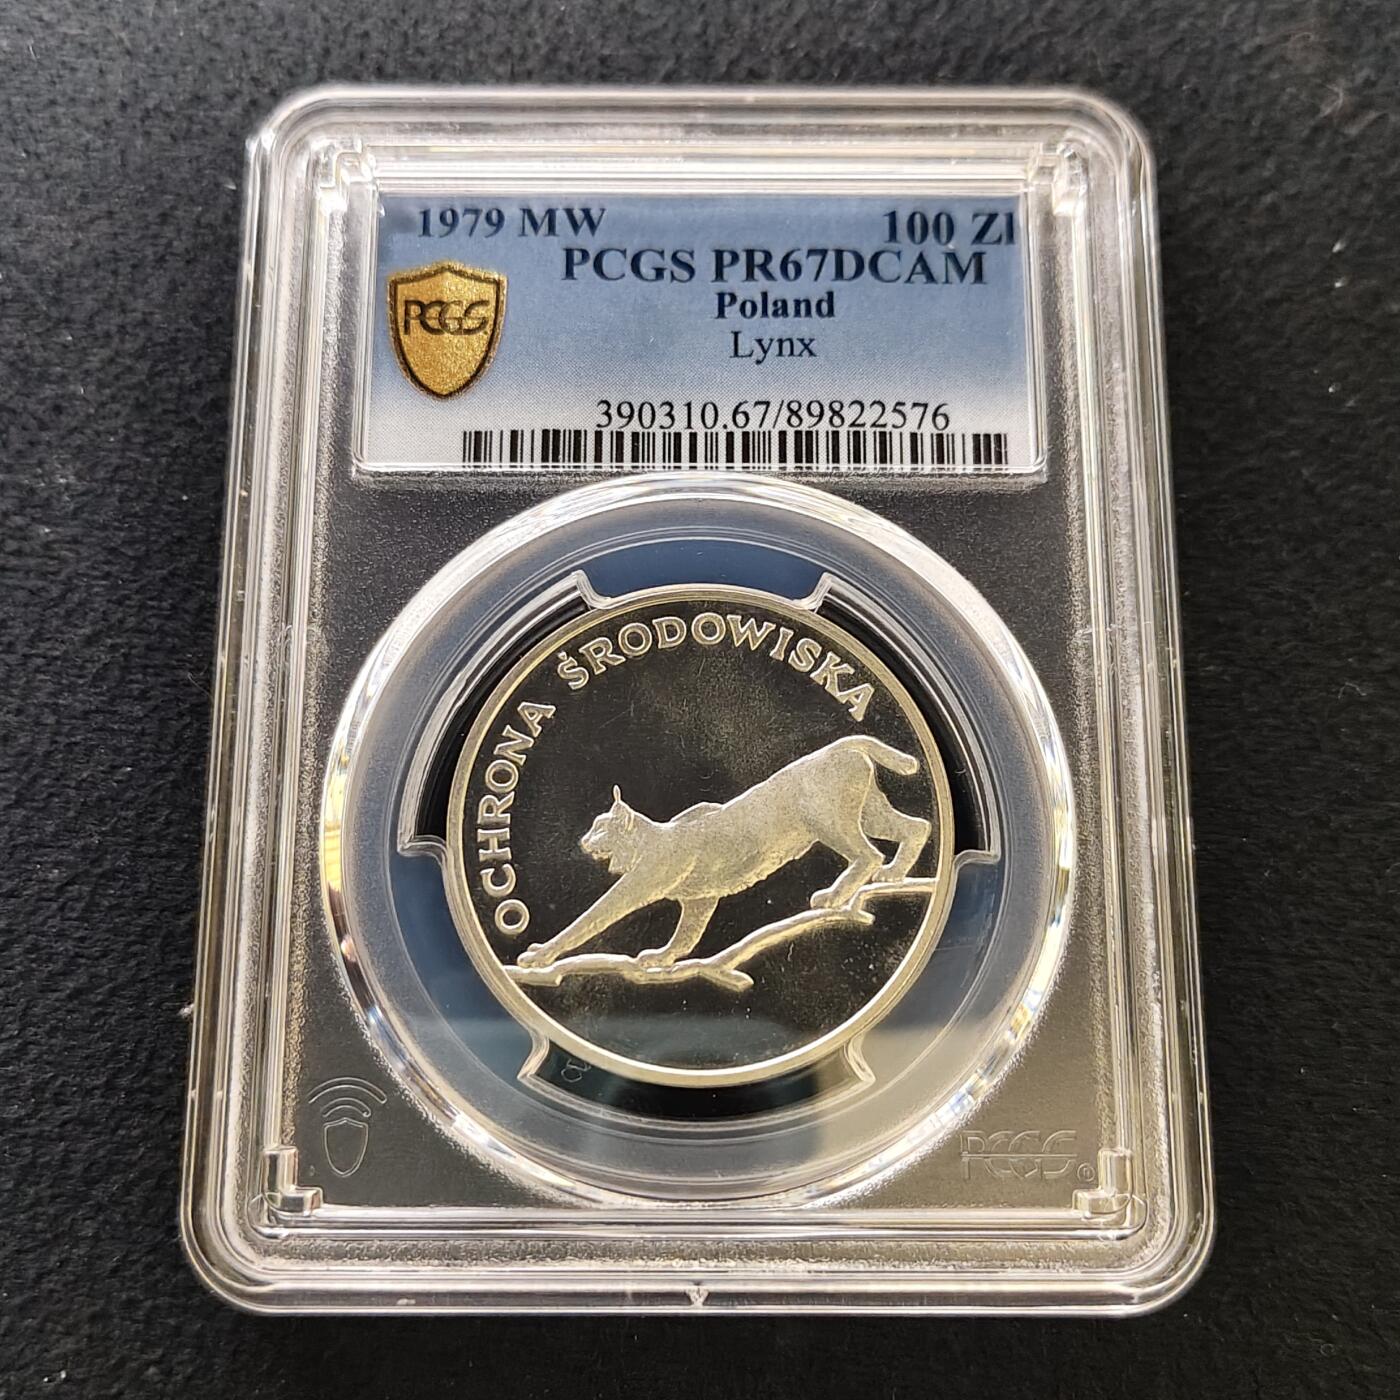 1979 MW 100 Zl
PCGS PR67DCAM
Poland
Lynx
PCGS
390310.67/89822576
OCHRONA ŚRODOWISKA
PCGS